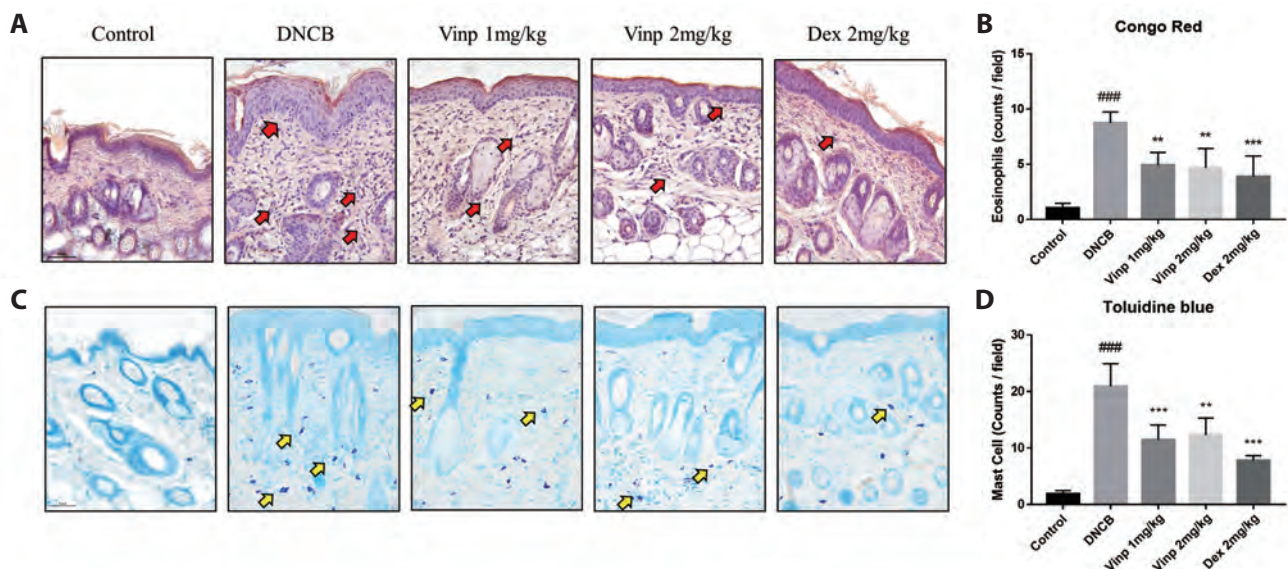 A
Control
DNCB
Vinp 1mg/kg
Vinp 2mg/kg
Dex 2mg/kg
B
Congo Red
Eosinophils (counts / field)
15
10
5
0
###
**
**
***
Control
DNCB
Vinp 1mg/kg
Vinp 2mg/kg
Dex 2mg/kg
C
D
Toluidine blue
Mast Cell (Counts / field)
30
20
10
0
###
***
**
***
Control
DNCB
Vinp 1mg/kg
Vinp 2mg/kg
Dex 2mg/kg